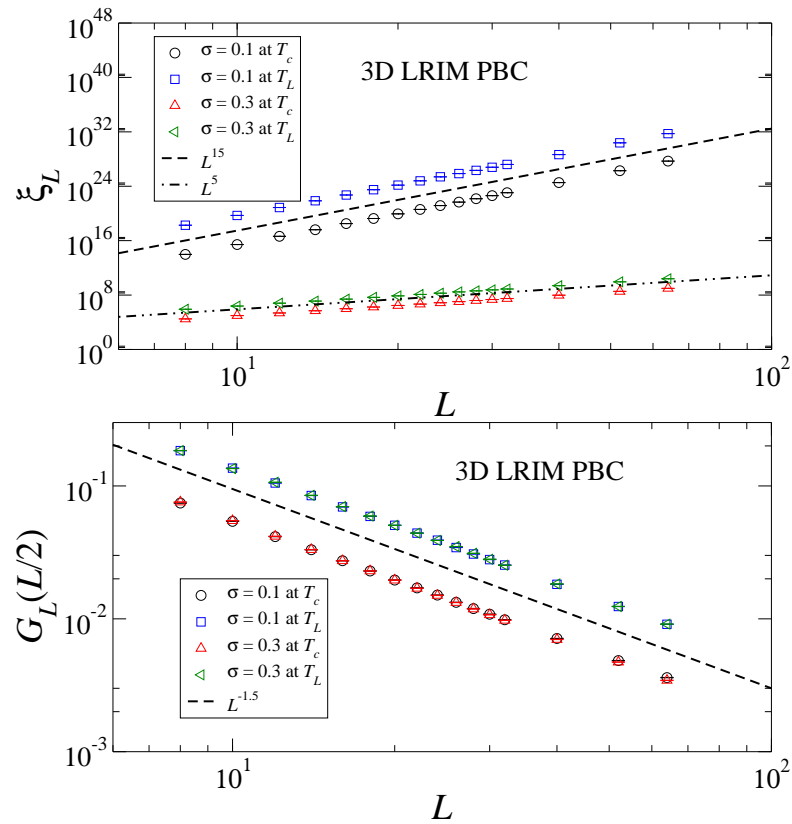 10^48
10^40
10^32
10^24
10^16
10^8
10^0
ξ_L
3D LRIM PBC
σ = 0.1 at T_c
σ = 0.1 at T_L
σ = 0.3 at T_c
σ = 0.3 at T_L
L^15
L^5
10^1
10^2
L
10^-1
10^-2
10^-3
G_L(L/2)
3D LRIM PBC
σ = 0.1 at T_c
σ = 0.1 at T_L
σ = 0.3 at T_c
σ = 0.3 at T_L
L^-1.5
10^1
10^2
L